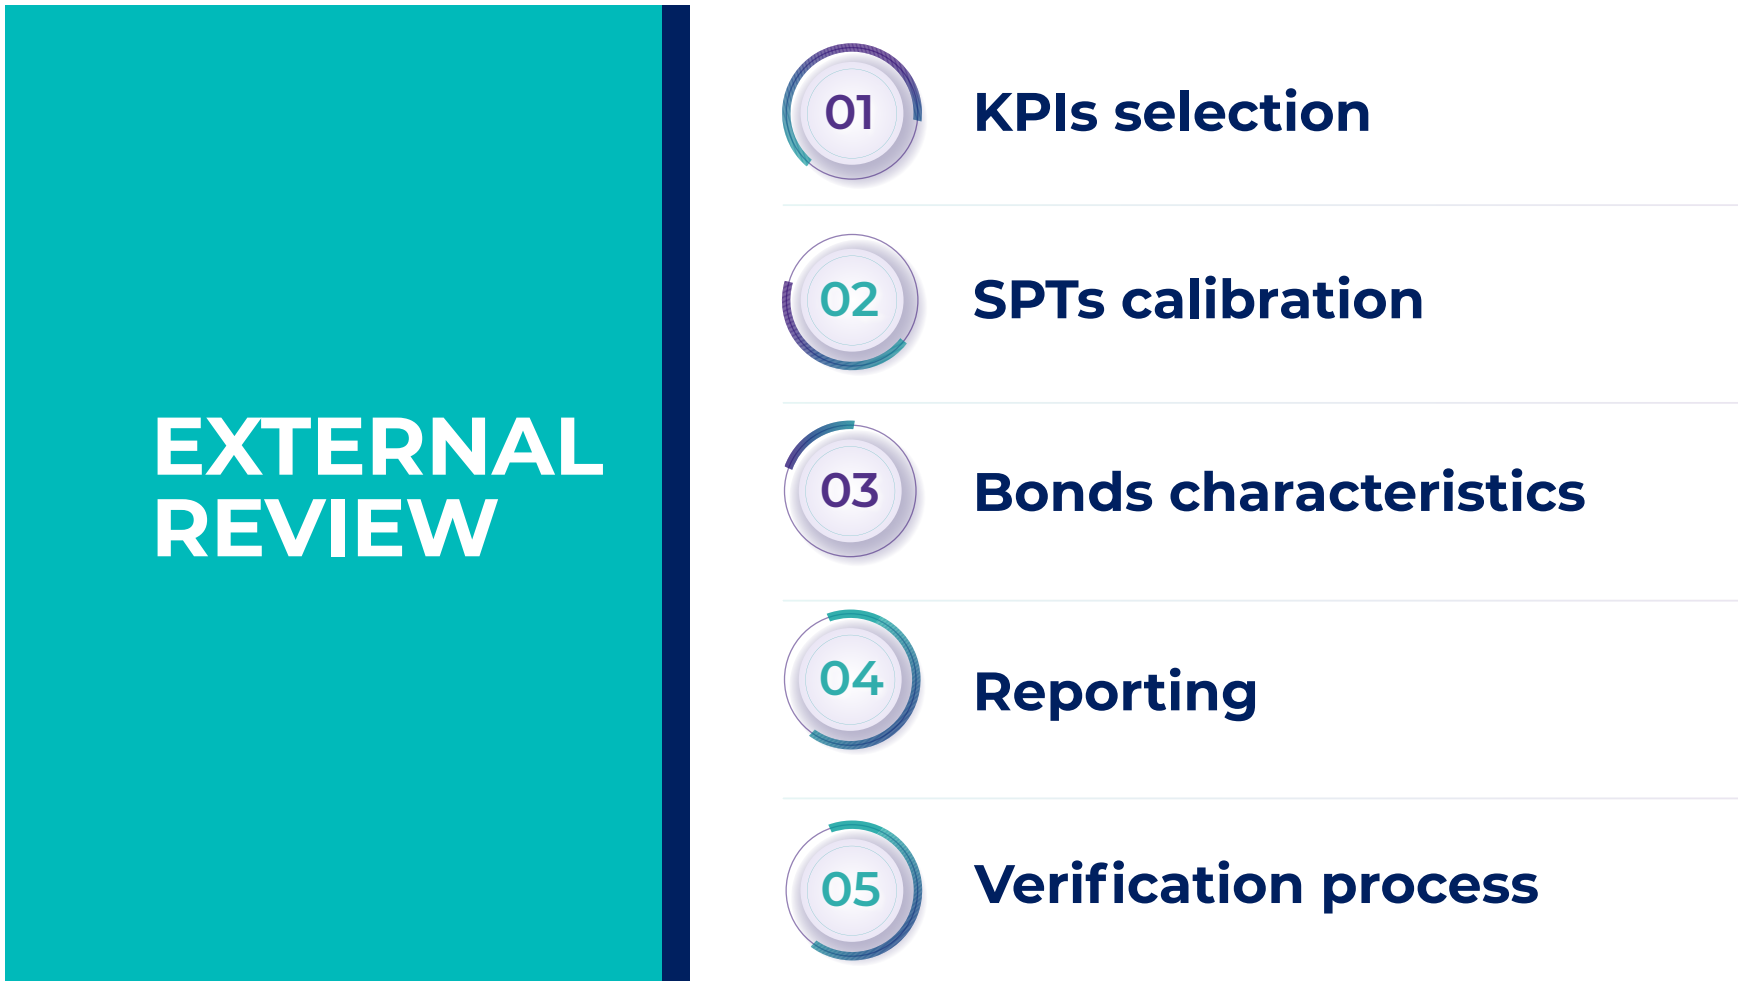 EXTERNAL
REVIEW
01
KPIs selection
02
SPTs calibration
03
Bonds characteristics
04
Reporting
05
Verification process